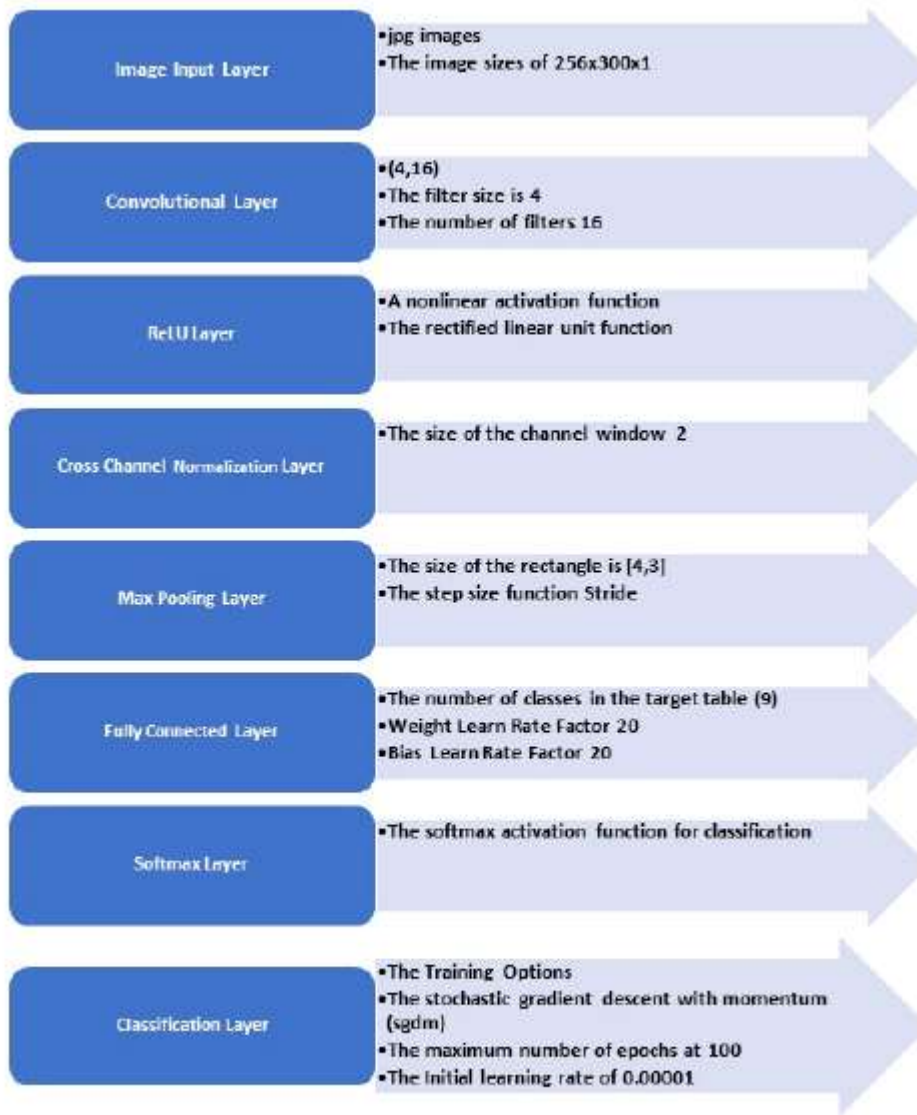 Image Input Layer
•jpg images
•The image sizes of 256x300x1
Convolutional Layer
•(4,16)
•The filter size is 4
•The number of filters 16
ReLU Layer
•A nonlinear activation function
•The rectified linear unit function
Cross Channel Normalization Layer
•The size of the channel window 2
Max Pooling Layer
•The size of the rectangle is [4,3]
•The step size function Stride
Fully Connected Layer
•The number of classes in the target table (9)
•Weight Learn Rate Factor 20
•Bias Learn Rate Factor 20
Softmax Layer
•The softmax activation function for classification
Classification Layer
•The Training Options
•The stochastic gradient descent with momentum
(sgdm)
•The maximum number of epochs at 100
•The Initial learning rate of 0.00001